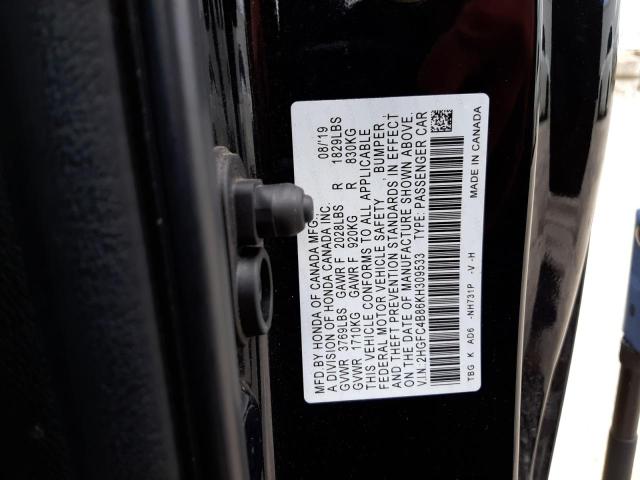 MFD BY HONDA OF CANADA MFG., 08/'19
A DIVISION OF HONDA CANADA INC.
GVWR 3769LBS GAWR F 2028LBS R 1829LBS
GVWR 1710KG GAWR F 920KG R 830KG
THIS VEHICLE CONFORMS TO ALL APPLICABLE
FEDERAL MOTOR VEHICLE SAFETY, BUMPER,
AND THEFT PREVENTION STANDARDS IN EFFECT
ON THE DATE OF MANUFACTURE SHOWN ABOVE.
V.I.N.:2HGFC4B86KH309533 TYPE: PASSENGER CAR
TBG K AD6 -NH731P -V -H MADE IN CANADA